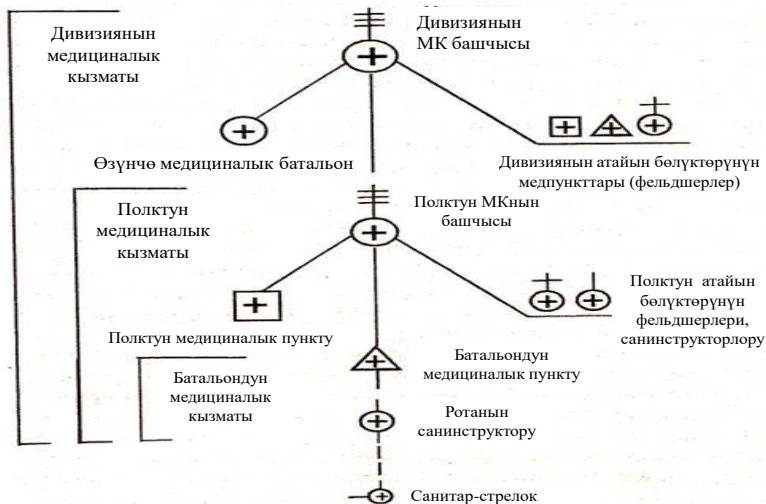 Дивизиянын
медициналык
кызматы
Дивизиянын
МК башчысы
Өзүнчө медициналык батальон
Дивизиянын атайын бөлүктөрүнүн
медпункттары (фельдшерлер)
Полктун
медициналык
кызматы
Полктун МКнын
башчысы
Полктун медициналык пункту
Полктун атайын
бөлүктөрүнүн
фельдшерлери,
санинструкторлору
Батальондун
медициналык
кызматы
Батальондун
медициналык пункту
Ротанын
санинструктору
Санитар-стрелок